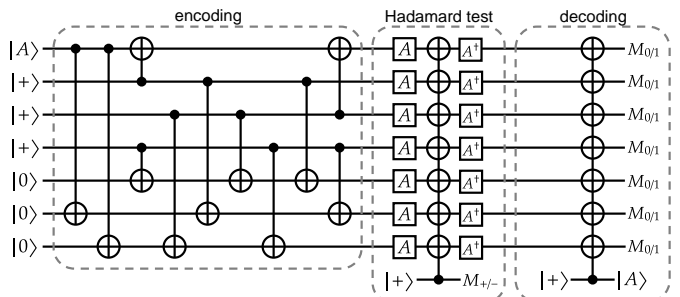 encoding Hadamard test decoding
|A⟩ A A† M0/1
|+⟩ A A† M0/1
|+⟩ A A† M0/1
|+⟩ A A† M0/1
|0⟩ A A† M0/1
|0⟩ A A† M0/1
|0⟩ A A† M0/1
|+⟩ M+/− |+⟩ |A⟩